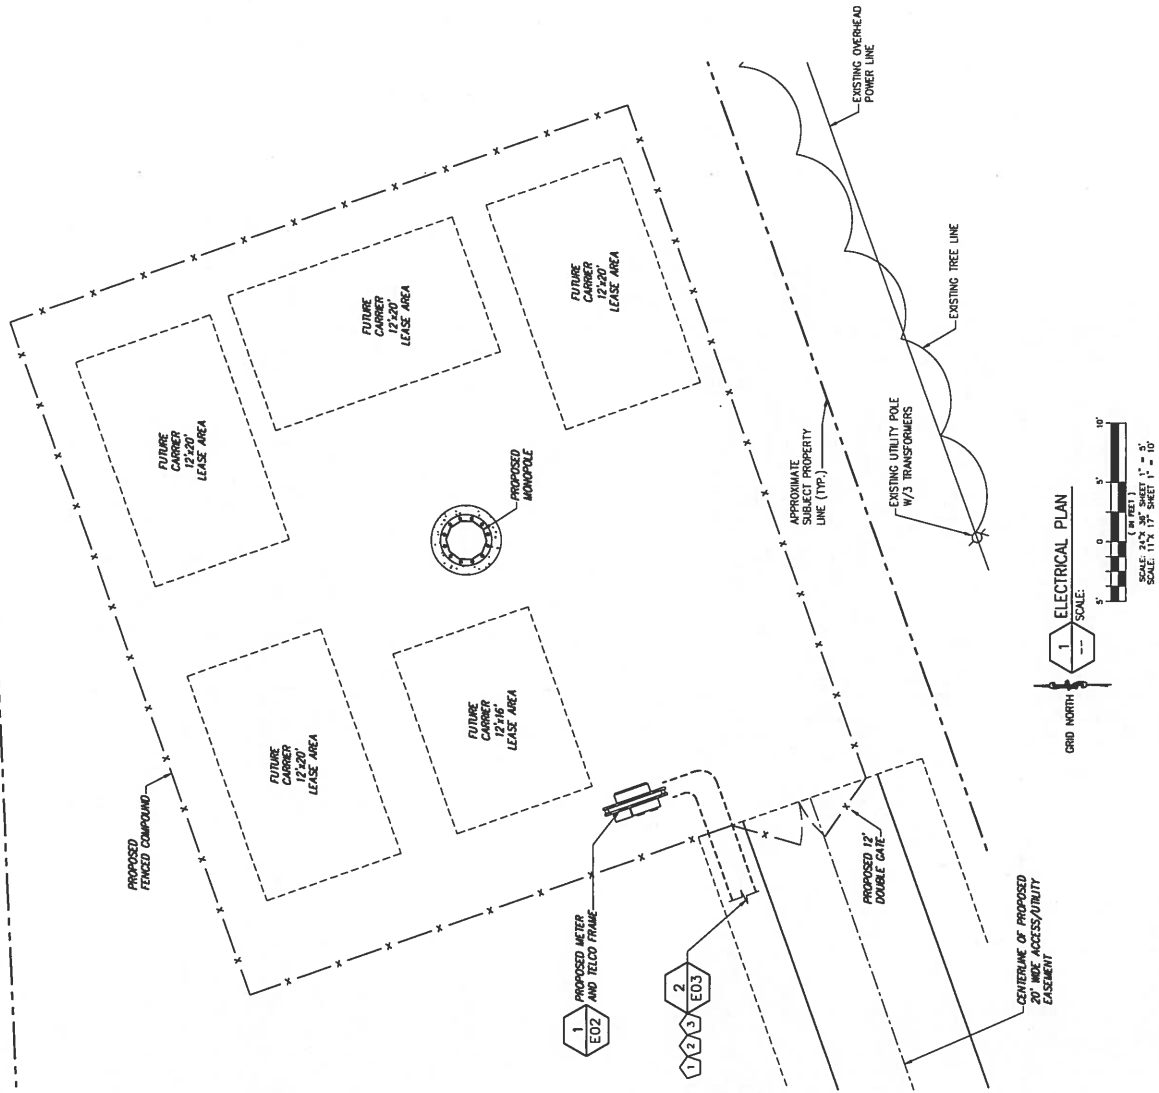 EXISTING OVERHEAD
POWER LINE
FUTURE
CARRIER
12'x20'
LEASE AREA
FUTURE
CARRIER
12'x20'
LEASE AREA
FUTURE
CARRIER
12'x20'
LEASE AREA
EXISTING TREE LINE
PROPOSED
MONOPOLE
APPROXIMATE
SUBJECT PROPERTY
LINE (TYP.)
EXISTING UTILITY POLE
W/3 TRANSFORMERS
FUTURE
CARRIER
12'x20'
LEASE AREA
FUTURE
CARRIER
12'x16'
LEASE AREA
PROPOSED
FENCED COMPOUND
1
E02
PROPOSED METER
AND TELCO FRAME
2
E03
1 2 3
PROPOSED 12'
DOUBLE GATE
CENTERLINE OF PROPOSED
20' WIDE ACCESS/UTILITY
EASEMENT
GRID NORTH
1
--
ELECTRICAL PLAN
SCALE:
5' 0 5' 10'
( IN FEET )
SCALE: 24"X 36" SHEET 1" = 5'
SCALE: 11"X 17" SHEET 1" = 10'